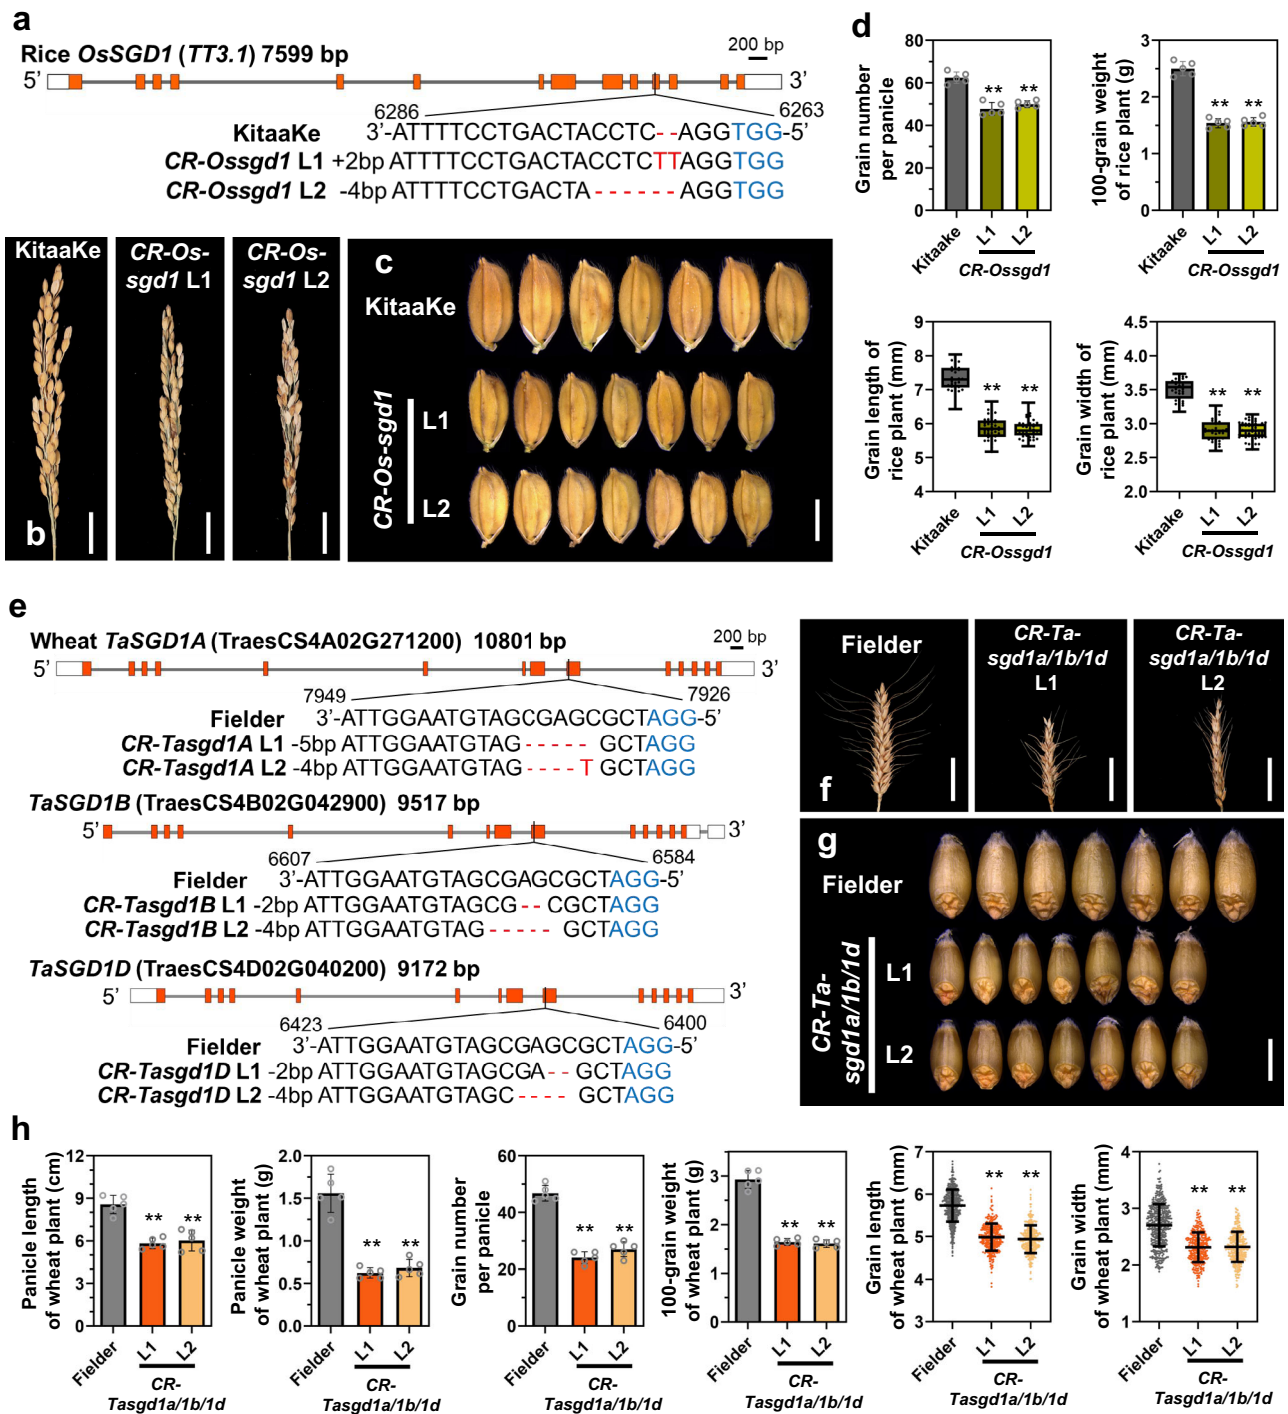 a
Rice OsSGD1 (TT3.1) 7599 bp
200 bp
5’
3’
6286
6263
KitaaKe 3’-ATTTTCCTGACTACCTC--AGGTGG-5’
CR-Ossgd1 L1 +2bp ATTTTCCTGACTACCTCTTAGGTGG
CR-Ossgd1 L2 -4bp ATTTTCCTGACTA ------ AGGTGG
b
KitaaKe
CR-Os-
sgd1 L1
CR-Os-
sgd1 L2
c
KitaaKe
CR-Os-sgd1
L1
L2
d
Grain number
per panicle
80
60
40
20
0
** **
Kitaake
L1
L2
CR-Ossgd1
100-grain weight
of rice plant (g)
3
2
1
0
** **
Kitaake
L1
L2
CR-Ossgd1
Grain length of
rice plant (mm)
9
8
7
6
5
4
** **
Kitaake
L1
L2
CR-Ossgd1
Grain width of
rice plant (mm)
4.5
4.0
3.5
3.0
2.5
2.0
** **
Kitaake
L1
L2
CR-Ossgd1
e
Wheat TaSGD1A (TraesCS4A02G271200) 10801 bp
200 bp
5’
3’
7949
7926
Fielder 3’-ATTGGAATGTAGCGAGCGCTAGG-5’
CR-Tasgd1A L1 -5bp ATTGGAATGTAG ----- GCTAGG
CR-Tasgd1A L2 -4bp ATTGGAATGTAG ----T GCTAGG
TaSGD1B (TraesCS4B02G042900) 9517 bp
5’
3’
6607
6584
Fielder 3’-ATTGGAATGTAGCGAGCGCTAGG-5’
CR-Tasgd1B L1 -2bp ATTGGAATGTAGCG -- CGCTAGG
CR-Tasgd1B L2 -4bp ATTGGAATGTAG ----- GCTAGG
TaSGD1D (TraesCS4D02G040200) 9172 bp
5’
3’
6423
6400
Fielder 3’-ATTGGAATGTAGCGAGCGCTAGG-5’
CR-Tasgd1D L1 -2bp ATTGGAATGTAGCGA-- GCTAGG
CR-Tasgd1D L2 -4bp ATTGGAATGTAGC ---- GCTAGG
f
Fielder
CR-Ta-
sgd1a/1b/1d
L1
CR-Ta-
sgd1a/1b/1d
L2
g
Fielder
CR-Ta-
sgd1a/1b/1d
L1
L2
h
Panicle length
of wheat plant (cm)
12
9
6
3
0
** **
Fielder
L1
L2
CR-
Tasgd1a/1b/1d
Panicle weight
of wheat plant (g)
2.0
1.5
1.0
0.5
0.0
** **
Fielder
L1
L2
CR-
Tasgd1a/1b/1d
Grain number
per panicle
60
40
20
0
** **
Fielder
L1
L2
CR-
Tasgd1a/1b/1d
100-grain weight
of wheat plant (g)
3
2
1
0
** **
Fielder
L1
L2
CR-
Tasgd1a/1b/1d
Grain length
of wheat plant (mm)
7
6
5
4
3
** **
Fielder
L1
L2
CR-
Tasgd1a/1b/1d
Grain width
of wheat plant (mm)
4
3
2
1
** **
Fielder
L1
L2
CR-
Tasgd1a/1b/1d